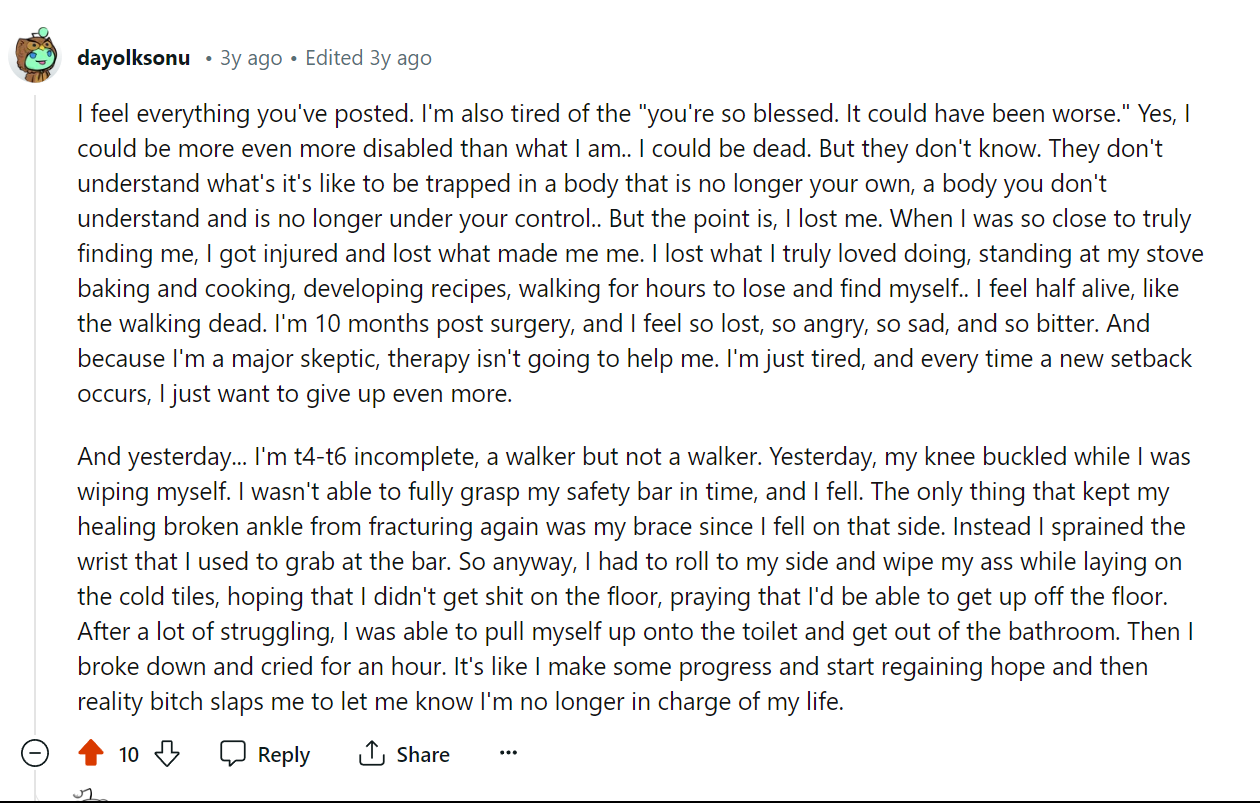 dayolksonu • 3y ago • Edited 3y ago
I feel everything you've posted. I'm also tired of the "you're so blessed. It could have been worse." Yes, I
could be more even more disabled than what I am.. I could be dead. But they don't know. They don't
understand what's it's like to be trapped in a body that is no longer your own, a body you don't
understand and is no longer under your control.. But the point is, I lost me. When I was so close to truly
finding me, I got injured and lost what made me me. I lost what I truly loved doing, standing at my stove
baking and cooking, developing recipes, walking for hours to lose and find myself.. I feel half alive, like
the walking dead. I'm 10 months post surgery, and I feel so lost, so angry, so sad, and so bitter. And
because I'm a major skeptic, therapy isn't going to help me. I'm just tired, and every time a new setback
occurs, I just want to give up even more.
And yesterday... I'm t4-t6 incomplete, a walker but not a walker. Yesterday, my knee buckled while I was
wiping myself. I wasn't able to fully grasp my safety bar in time, and I fell. The only thing that kept my
healing broken ankle from fracturing again was my brace since I fell on that side. Instead I sprained the
wrist that I used to grab at the bar. So anyway, I had to roll to my side and wipe my ass while laying on
the cold tiles, hoping that I didn't get shit on the floor, praying that I'd be able to get up off the floor.
After a lot of struggling, I was able to pull myself up onto the toilet and get out of the bathroom. Then I
broke down and cried for an hour. It's like I make some progress and start regaining hope and then
reality bitch slaps me to let me know I'm no longer in charge of my life.
10 Reply Share ...